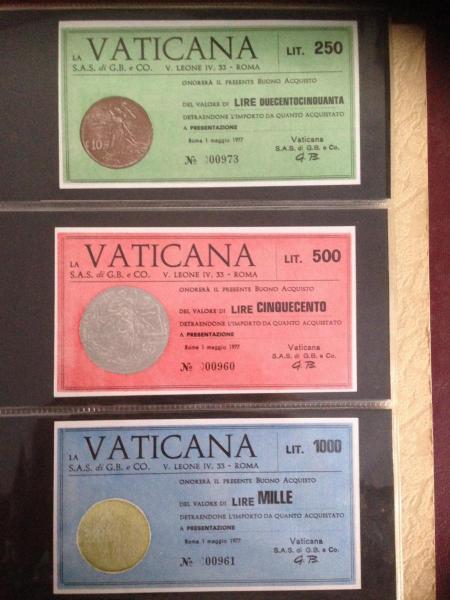 LA VATICANA LIT. 250
S.A.S. di G.B. e CO. V. LEONE IV, 33 - ROMA
ONORERÀ IL PRESENTE BUONO ACQUISTO
DEL VALORE DI LIRE DUECENTOCINQUANTA
DETRAENDONE L'IMPORTO DA QUANTO ACQUISTATO
A PRESENTAZIONE
Roma 1 maggio 1977
Vaticana
S.A.S. di G.B. e Co.
G.B.
№ 00973
£10
LA VATICANA LIT. 500
S.A.S. di G.B. e CO. V. LEONE IV, 33 - ROMA
ONORERÀ IL PRESENTE BUONO ACQUISTO
DEL VALORE DI LIRE CINQUECENTO
DETRAENDONE L'IMPORTO DA QUANTO ACQUISTATO
A PRESENTAZIONE
Roma 1 maggio 1977
Vaticana
S.A.S. di G.B. e Co.
G.B.
№ 00960
LA VATICANA LIT. 1000
S.A.S. di G.B. e CO. V. LEONE IV, 33 - ROMA
ONORERÀ IL PRESENTE BUONO ACQUISTO
DEL VALORE DI LIRE MILLE
DETRAENDONE L'IMPORTO DA QUANTO ACQUISTATO
A PRESENTAZIONE
Roma 1 maggio 1977
Vaticana
S.A.S. di G.B. e Co.
G.B.
№ 00961